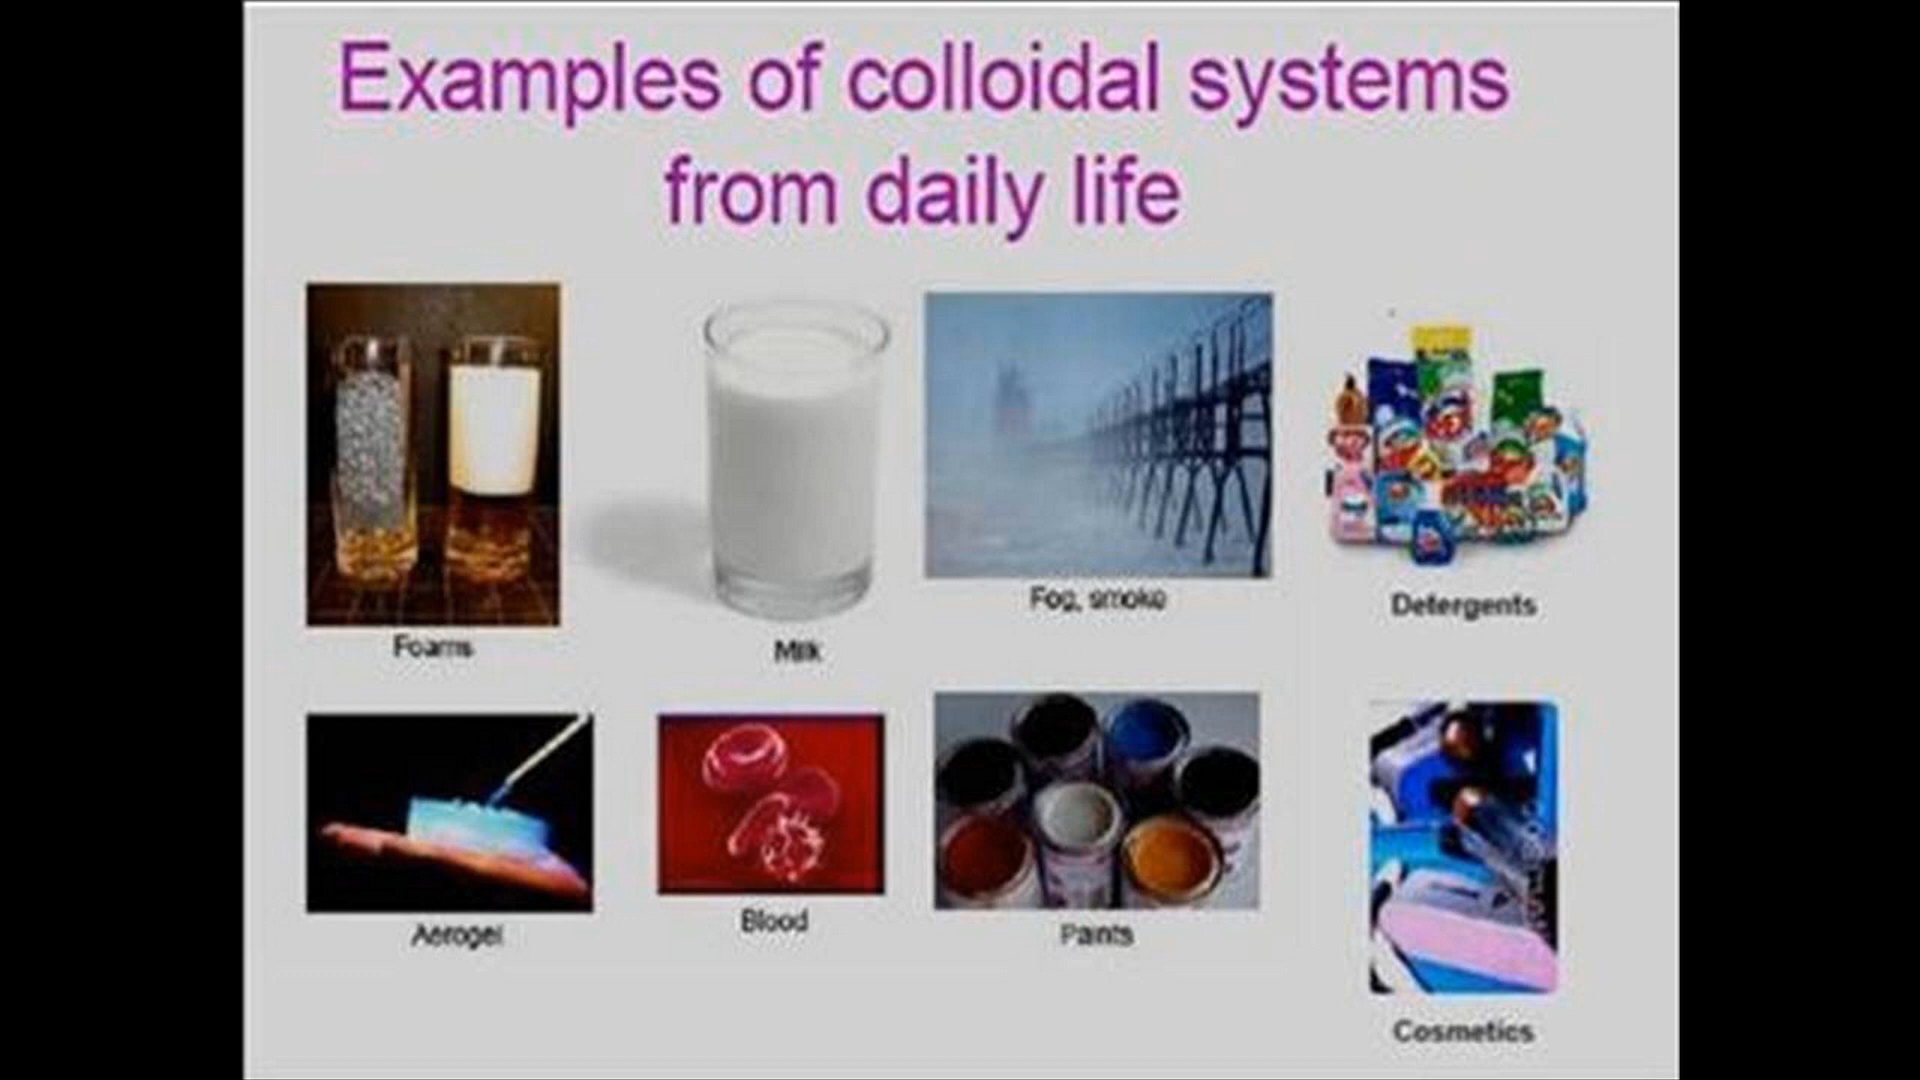 Examples of colloidal systems
from daily life
Foams
Milk
Fog, smoke
Detergents
Aerogel
Blood
Paints
Cosmetics